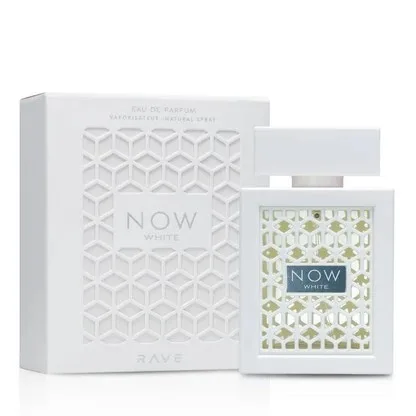 EAU DE PARFUM
VAPORISATEUR • NATURAL SPRAY
NOW
WHITE
RAVE
NOW
WHITE